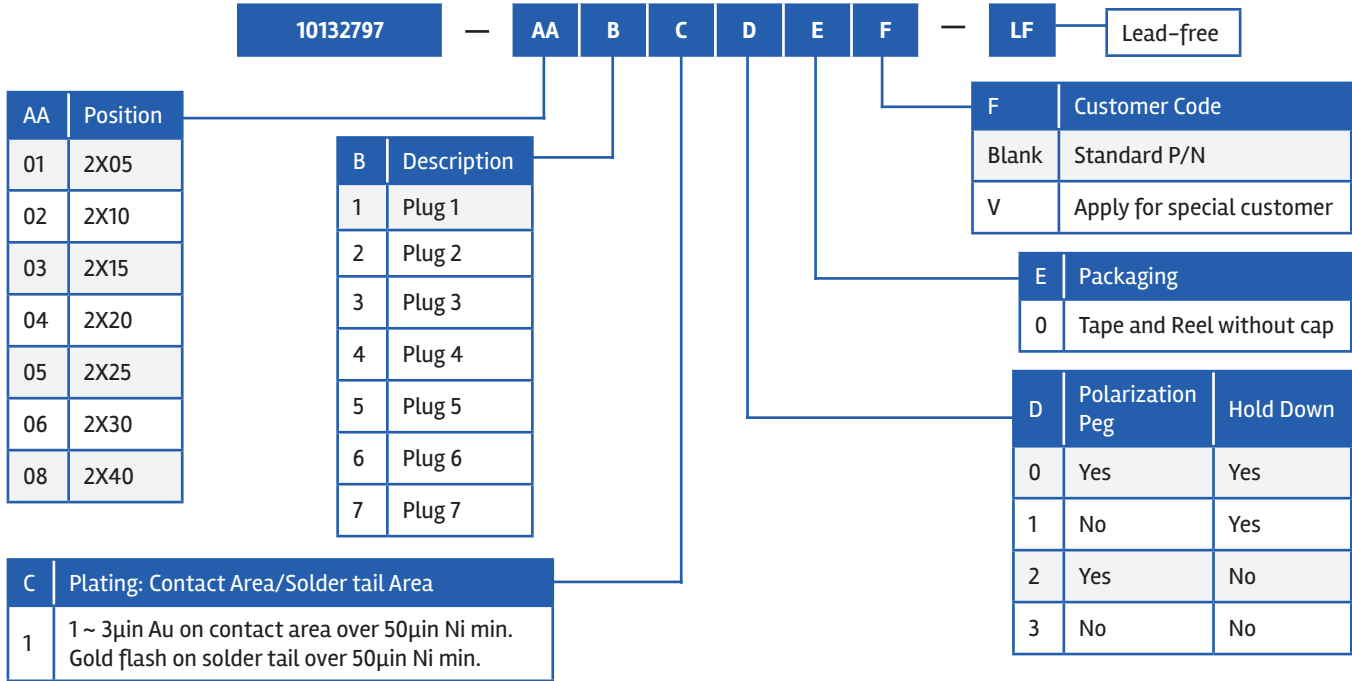 10132797 — AA B C D E F — LF Lead-free
AA Position
01 2X05
02 2X10
03 2X15
04 2X20
05 2X25
06 2X30
08 2X40
B Description
1 Plug 1
2 Plug 2
3 Plug 3
4 Plug 4
5 Plug 5
6 Plug 6
7 Plug 7
C Plating: Contact Area/Solder tail Area
1 1 ~ 3µin Au on contact area over 50µin Ni min.
Gold flash on solder tail over 50µin Ni min.
F Customer Code
Blank Standard P/N
V Apply for special customer
E Packaging
0 Tape and Reel without cap
D Polarization
Peg Hold Down
0 Yes Yes
1 No Yes
2 Yes No
3 No No